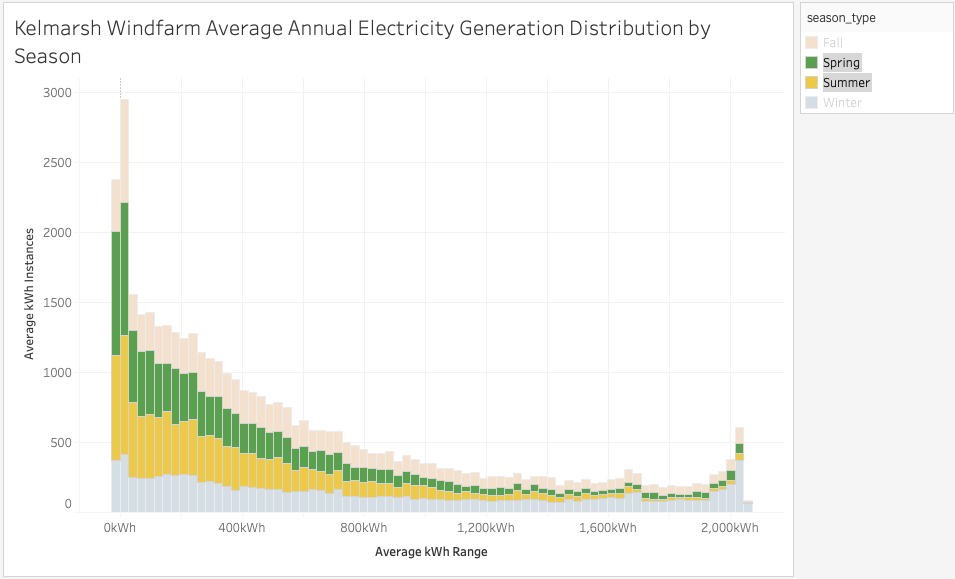 Kelmarsh Windfarm Average Annual Electricity Generation Distribution by
Season
season_type
Fall
Spring
Summer
Winter
Average kWh Instances
3000
2500
2000
1500
1000
500
0
0kWh 400kWh 800kWh 1,200kWh 1,600kWh 2,000kWh
Average kWh Range